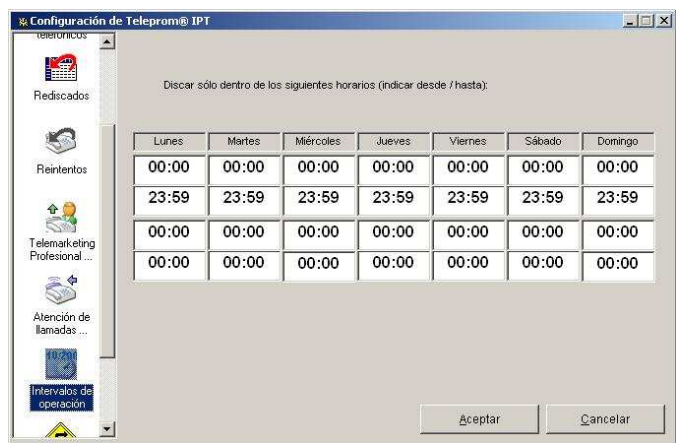 Configuración de Teleprom® IPT
telefónicos
Rediscados
Reintentos
Telemarketing
Profesional ...
Atención de
llamadas ...
Intervalos de
operación
Discar sólo dentro de los siguientes horarios (indicar desde / hasta):
Lunes Martes Miércoles Jueves Viernes Sábado Domingo
00:00 00:00 00:00 00:00 00:00 00:00 00:00
23:59 23:59 23:59 23:59 23:59 23:59 23:59
00:00 00:00 00:00 00:00 00:00 00:00 00:00
00:00 00:00 00:00 00:00 00:00 00:00 00:00
Aceptar Cancelar